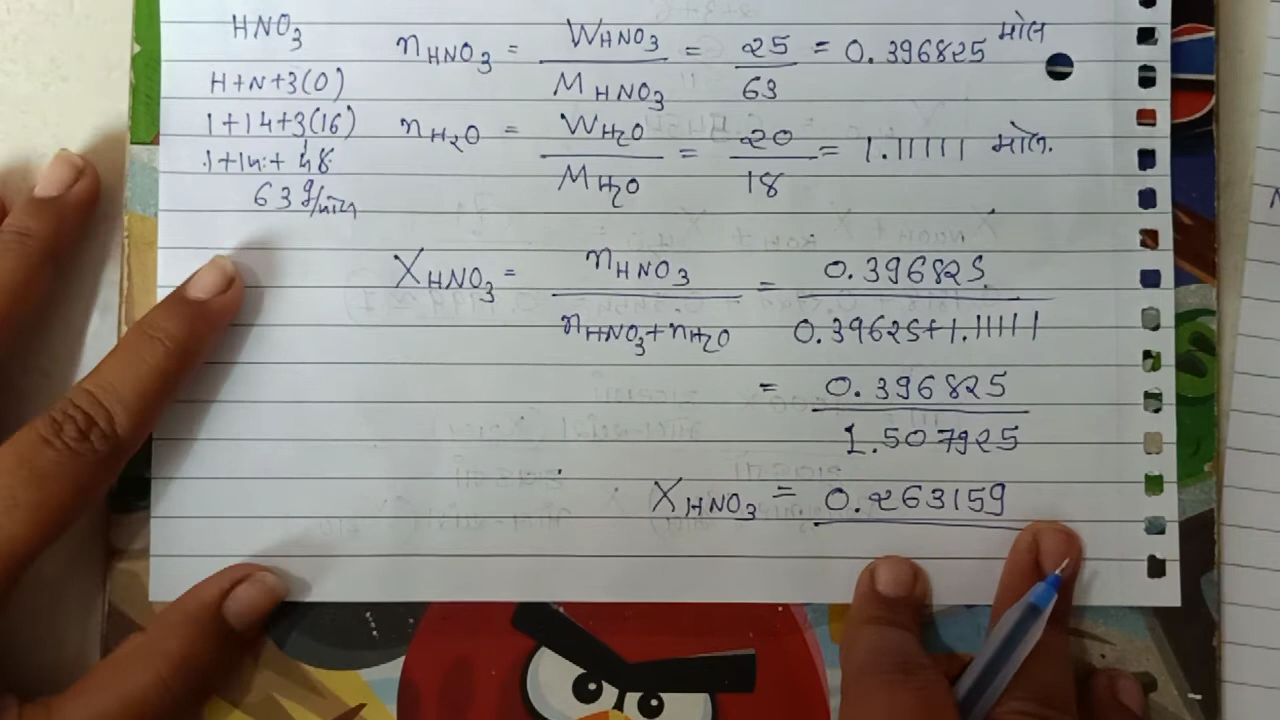 HNO3
H+N+3(O)
1+14+3(16)
1+14+48
63g/मोल
nHNO3 = WHNO3 / MHNO3 = 25 / 63 = 0.396825 मोल
nH2O = WH2O / MH2O = 20 / 18 = 1.11111 मोल.
XHNO3 = nHNO3 / nHNO3+nH2O = 0.396825 / 0.39625+1.11111
= 0.396825 / 1.507925
XHNO3 = 0.263159